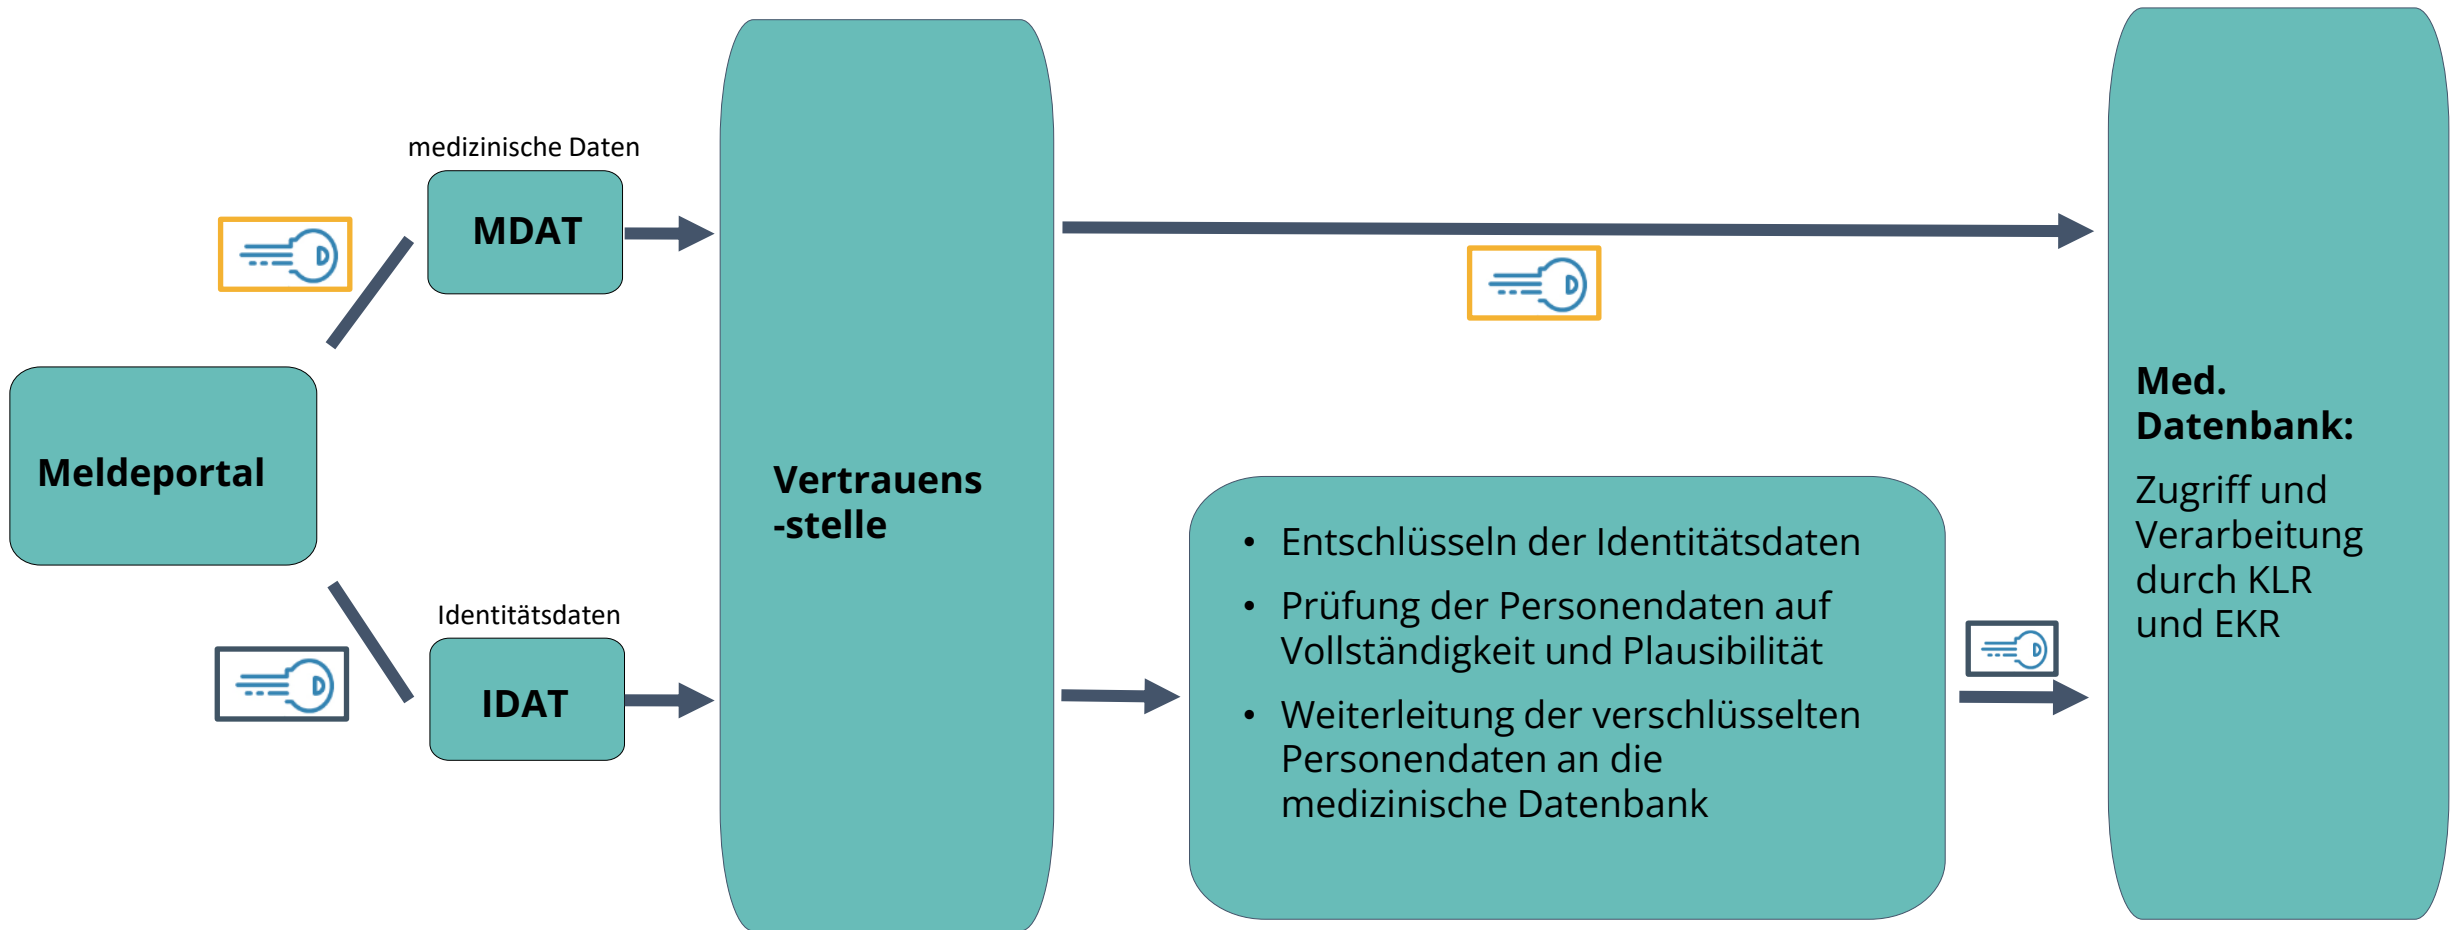 medizinische Daten
MDAT
Meldeportal
Identitätsdaten
IDAT
Vertrauens
-stelle
• Entschlüsseln der Identitätsdaten
• Prüfung der Personendaten auf
Vollständigkeit und Plausibilität
• Weiterleitung der verschlüsselten
Personendaten an die
medizinische Datenbank
Med.
Datenbank:
Zugriff und
Verarbeitung
durch KLR
und EKR